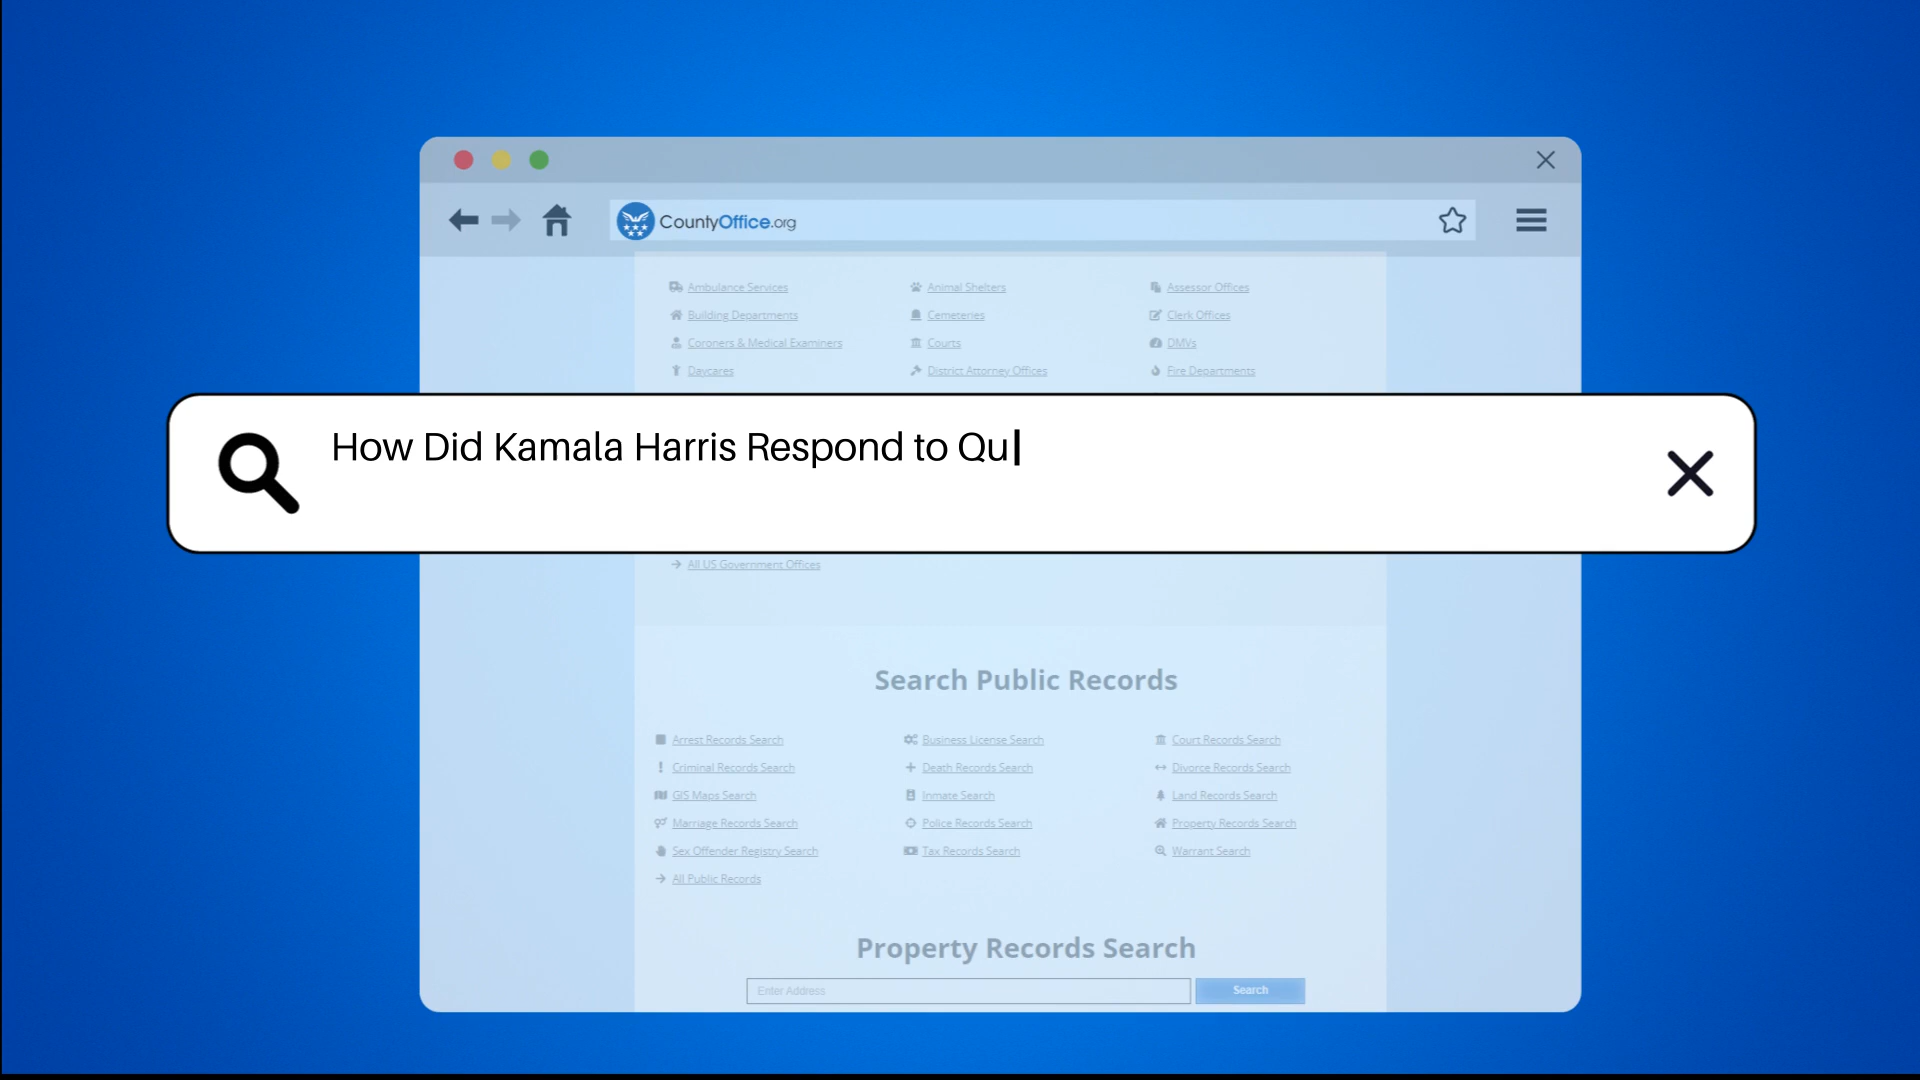 CountyOffice.org
Ambulance Services Animal Shelters Assessor Offices
Building Departments Cemeteries Clerk Offices
Coroners & Medical Examiners Courts DMVs
Daycares District Attorney Offices Fire Departments
How Did Kamala Harris Respond to Qu
All US Government Offices
Search Public Records
Arrest Records Search Business License Search Court Records Search
Criminal Records Search Death Records Search Divorce Records Search
GIS Maps Search Inmate Search Land Records Search
Marriage Records Search Police Records Search Property Records Search
Sex Offender Registry Search Tax Records Search Warrant Search
All Public Records
Property Records Search
Enter Address Search